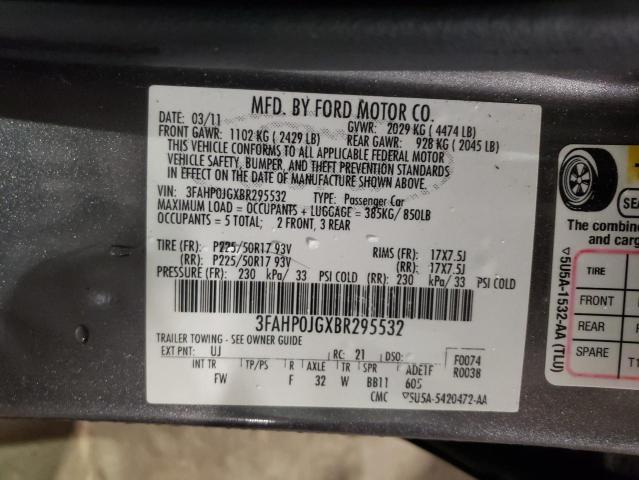 MFD. BY FORD MOTOR CO.
DATE: 03/11 GVWR: 2029 KG ( 4474 LB)
FRONT GAWR: 1102 KG ( 2429 LB) REAR GAWR: 928 KG ( 2045 LB)
THIS VEHICLE CONFORMS TO ALL APPLICABLE FEDERAL MOTOR
VEHICLE SAFETY, BUMPER, AND THEFT PREVENTION STANDARDS
IN EFFECT ON THE DATE OF MANUFACTURE SHOWN ABOVE.
VIN: 3FAHP0JGXBR295532 TYPE: Passenger Car
MAXIMUM LOAD = OCCUPANTS + LUGGAGE = 385KG/ 850LB
OCCUPANTS = 5 TOTAL; 2 FRONT, 3 REAR
TIRE (FR): P225/50R17 93V RIMS (FR): 17X7.5J
(RR): P225/50R17 93V (RR): 17X7.5J
PRESSURE (FR): 230 kPa/ 33 PSI COLD (RR): 230 kPa/ 33 PSI COLD
3FAHP0JGXBR295532
TRAILER TOWING - SEE OWNER GUIDE
EXT PNT: UJ RC: 21 DSO: F0074
INT TR TP/PS R AXLE TR SPR ADETF R0038
FW F 32 W BB11 605
CMC 5U5A-5420472-AA
The combine
and carg
TIRE
FRONT
REAR
SPARE T1
5U5A-1532-AA (TLU)